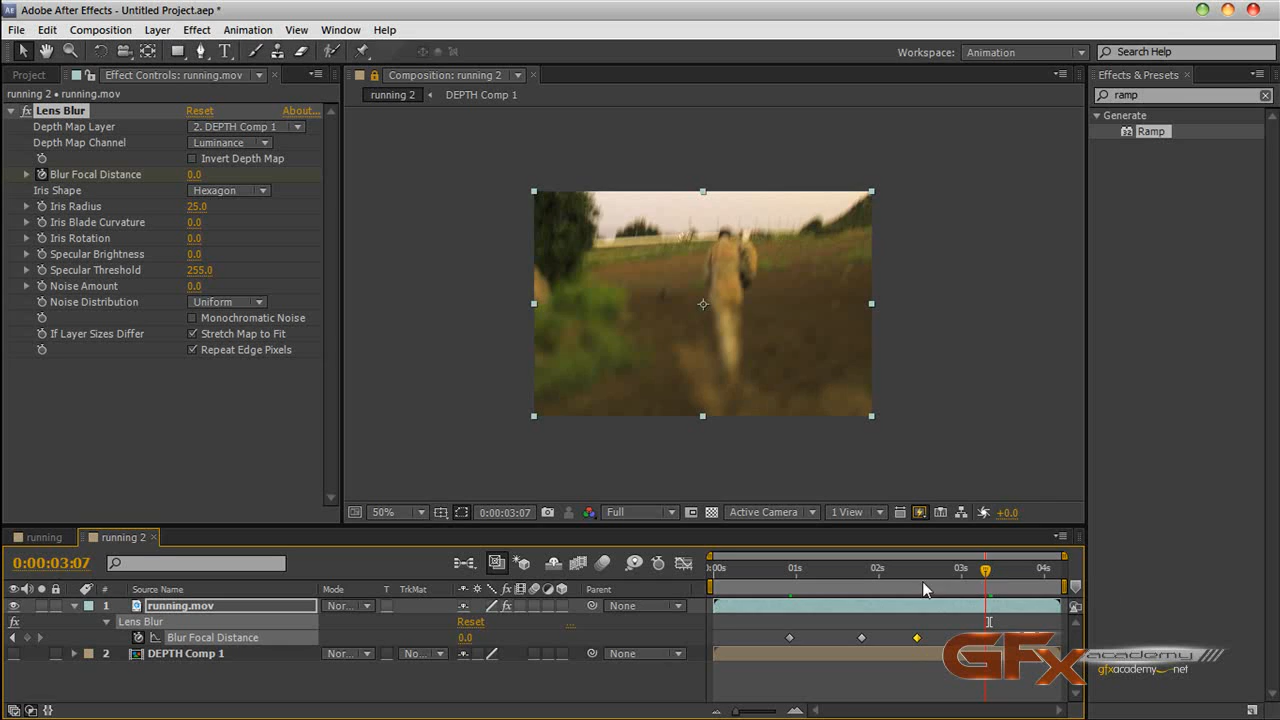 Ae Adobe After Effects - Untitled Project.aep *
File Edit Composition Layer Effect Animation View Window Help
Workspace: Animation Search Help
Project Effect Controls: running.mov Composition: running 2 Effects & Presets
running 2 • running.mov running 2 DEPTH Comp 1 ramp
fx Lens Blur Reset About... Generate
Depth Map Layer 2. DEPTH Comp 1 Ramp
Depth Map Channel Luminance
Invert Depth Map
Blur Focal Distance 0.0
Iris Shape Hexagon
Iris Radius 25.0
Iris Blade Curvature 0.0
Iris Rotation 0.0
Specular Brightness 0.0
Specular Threshold 255.0
Noise Amount 0.0
Noise Distribution Uniform
Monochromatic Noise
If Layer Sizes Differ Stretch Map to Fit
Repeat Edge Pixels
50% 0:00:03:07 Full Active Camera 1 View +0.0
running running 2
0:00:03:07 0:00s 01s 02s 03s 04s
# Source Name Mode T TrkMat Parent
1 running.mov Nor... fx None
fx Lens Blur Reset ...
Blur Focal Distance 0.0
2 DEPTH Comp 1 Nor... No... None
GFx academy
gfxacademy.net